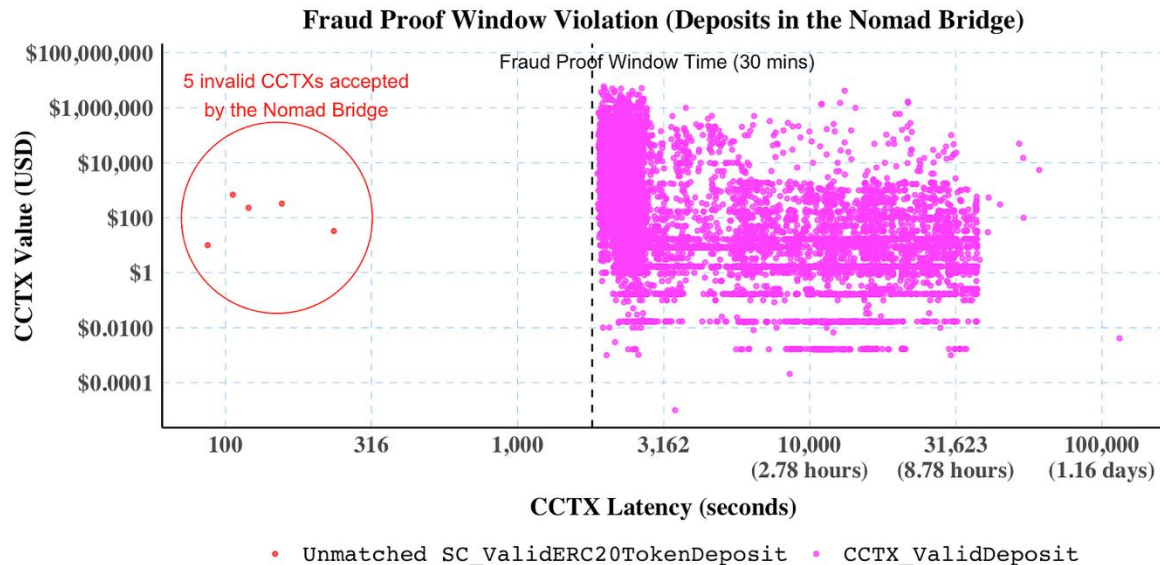 Fraud Proof Window Violation (Deposits in the Nomad Bridge)
$100,000,000
$1,000,000
$10,000
$100
$1
$0.0100
$0.0001
CCTX Value (USD)
5 invalid CCTXs accepted
by the Nomad Bridge
Fraud Proof Window Time (30 mins)
100 316 1,000 3,162 10,000 31,623 100,000
(2.78 hours) (8.78 hours) (1.16 days)
CCTX Latency (seconds)
Unmatched SC_ValidERC20TokenDeposit CCTX_ValidDeposit